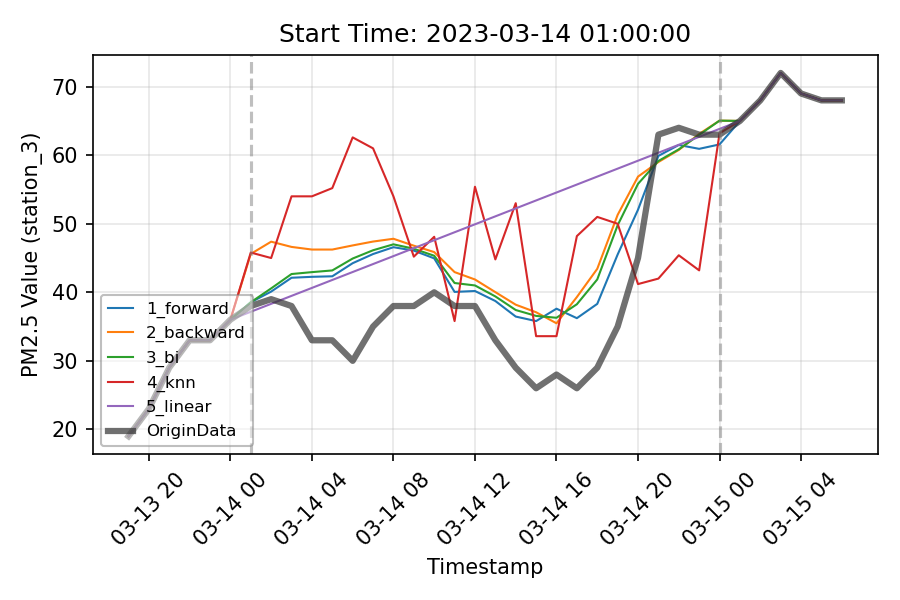 Start Time: 2023-03-14 01:00:00
PM2.5 Value (station_3)
70
60
50
40
30
20
1_forward
2_backward
3_bi
4_knn
5_linear
OriginData
03-13 20
03-14 00
03-14 04
03-14 08
03-14 12
03-14 16
03-14 20
03-15 00
03-15 04
Timestamp